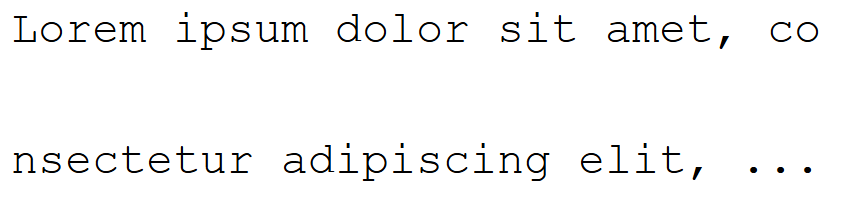 Lorem ipsum dolor sit amet, co
nsectetur adipiscing elit, ...